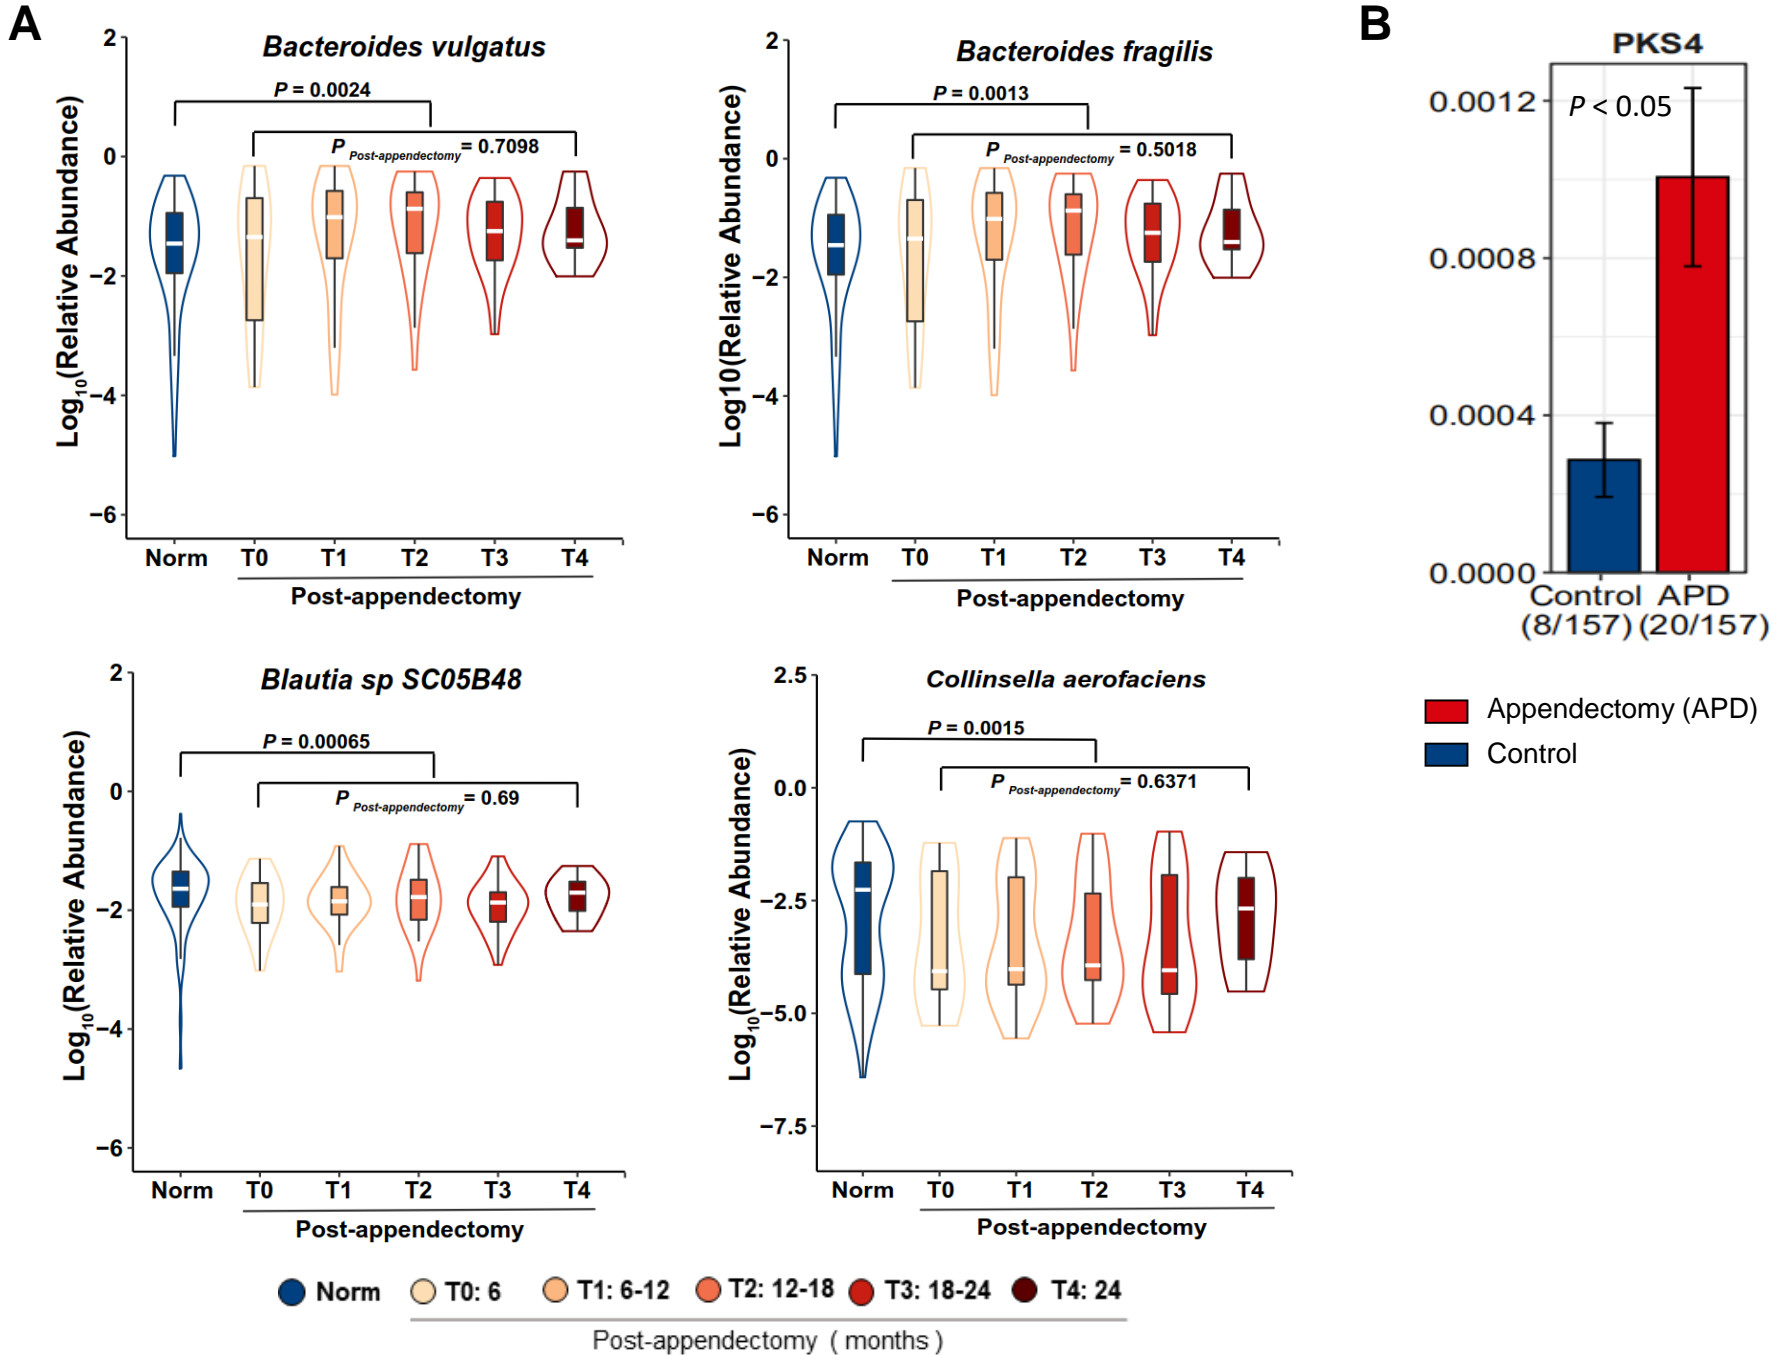 A
Bacteroides vulgatus
P = 0.0024
P Post-appendectomy = 0.7098
Log10(Relative Abundance)
2
0
−2
−4
−6
Norm T0 T1 T2 T3 T4
Post-appendectomy
Bacteroides fragilis
P = 0.0013
P Post-appendectomy = 0.5018
Log10(Relative Abundance)
2
0
−2
−4
−6
Norm T0 T1 T2 T3 T4
Post-appendectomy
B
PKS4
P < 0.05
0.0012
0.0008
0.0004
0.0000
Control APD
(8/157) (20/157)
Appendectomy (APD)
Control
Blautia sp SC05B48
P = 0.00065
P Post-appendectomy = 0.69
Log10(Relative Abundance)
2
0
−2
−4
−6
Norm T0 T1 T2 T3 T4
Post-appendectomy
Collinsella aerofaciens
P = 0.0015
P Post-appendectomy = 0.6371
Log10(Relative Abundance)
2.5
0.0
−2.5
−5.0
−7.5
Norm T0 T1 T2 T3 T4
Post-appendectomy
Norm T0: 6 T1: 6-12 T2: 12-18 T3: 18-24 T4: 24
Post-appendectomy ( months )